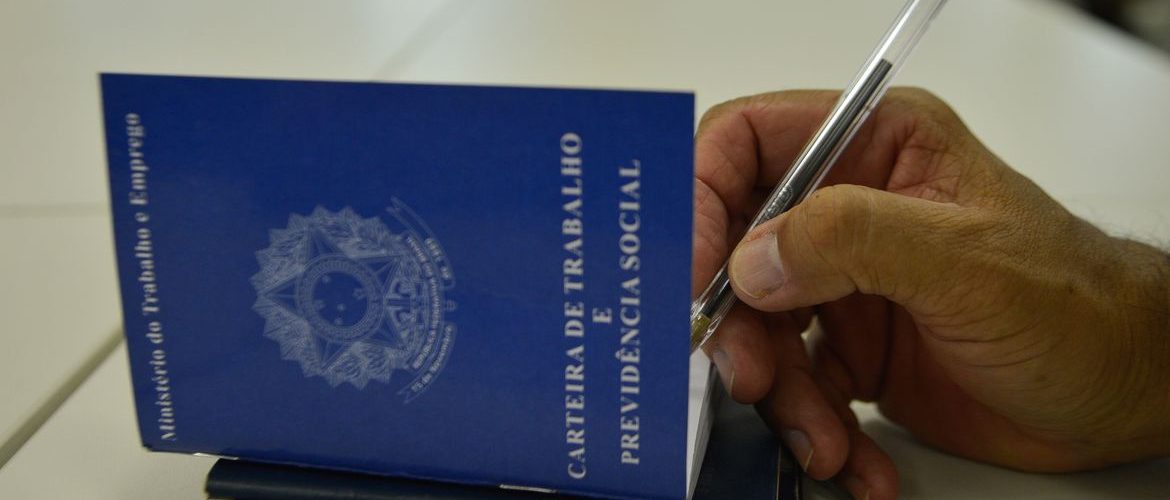 Ministério do Trabalho e Emprego
CARTEIRA DE TRABALHO
E
PREVIDÊNCIA SOCIAL